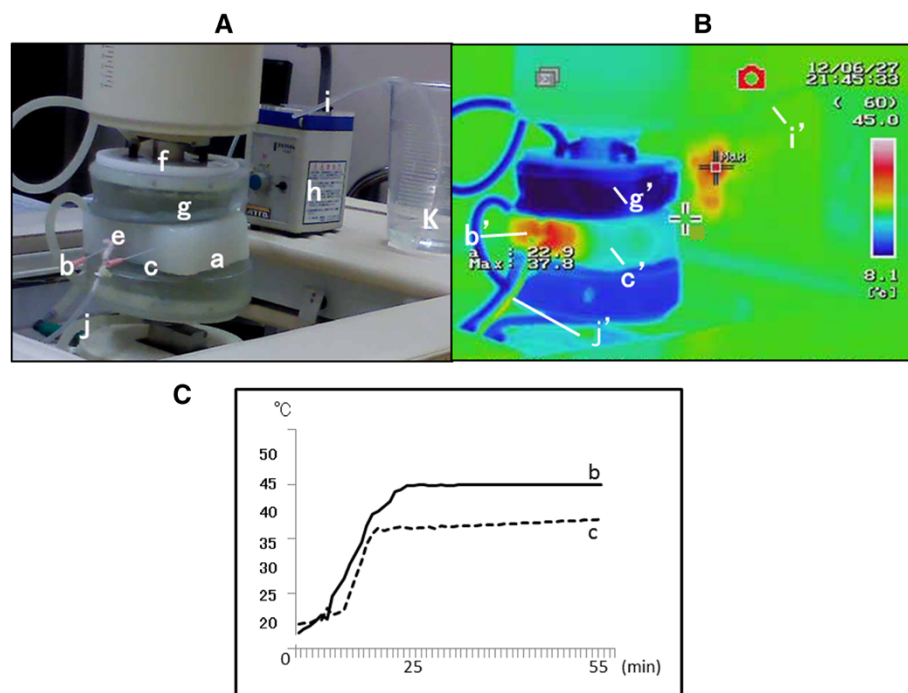 A
B
i
f
h
g
K
e
b
c
a
j
12/06/27
21:45:33
( 60)
45.0
i'
Max
g'
b'
a : 22.9
Max: 37.8
c'
8.1
[℃]
j'
C
℃
50
45
40
35
30
25
20
0
25
55
(min)
b
c